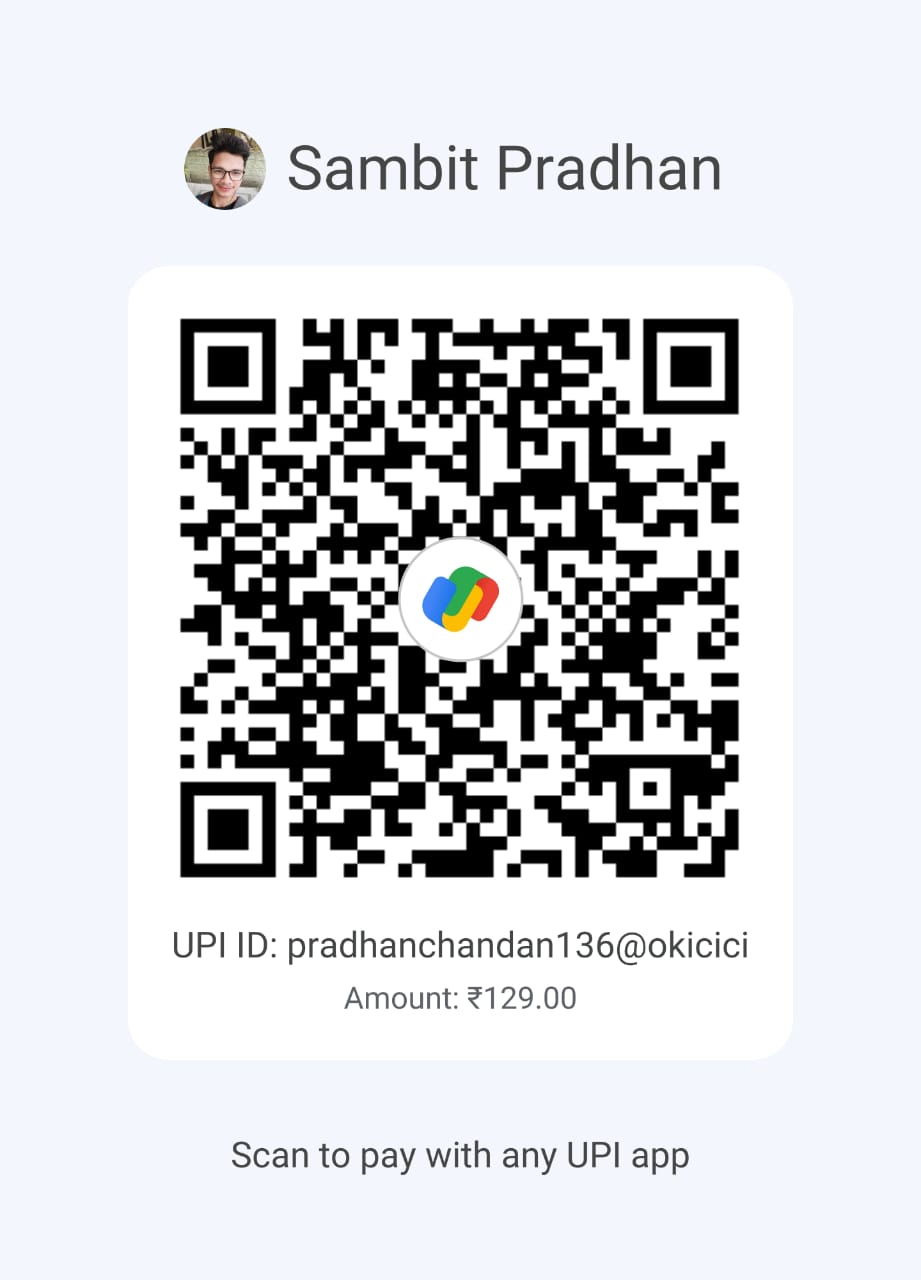 Sambit Pradhan
UPI ID: pradhanchandan136@okicici
Amount: ₹129.00
Scan to pay with any UPI app